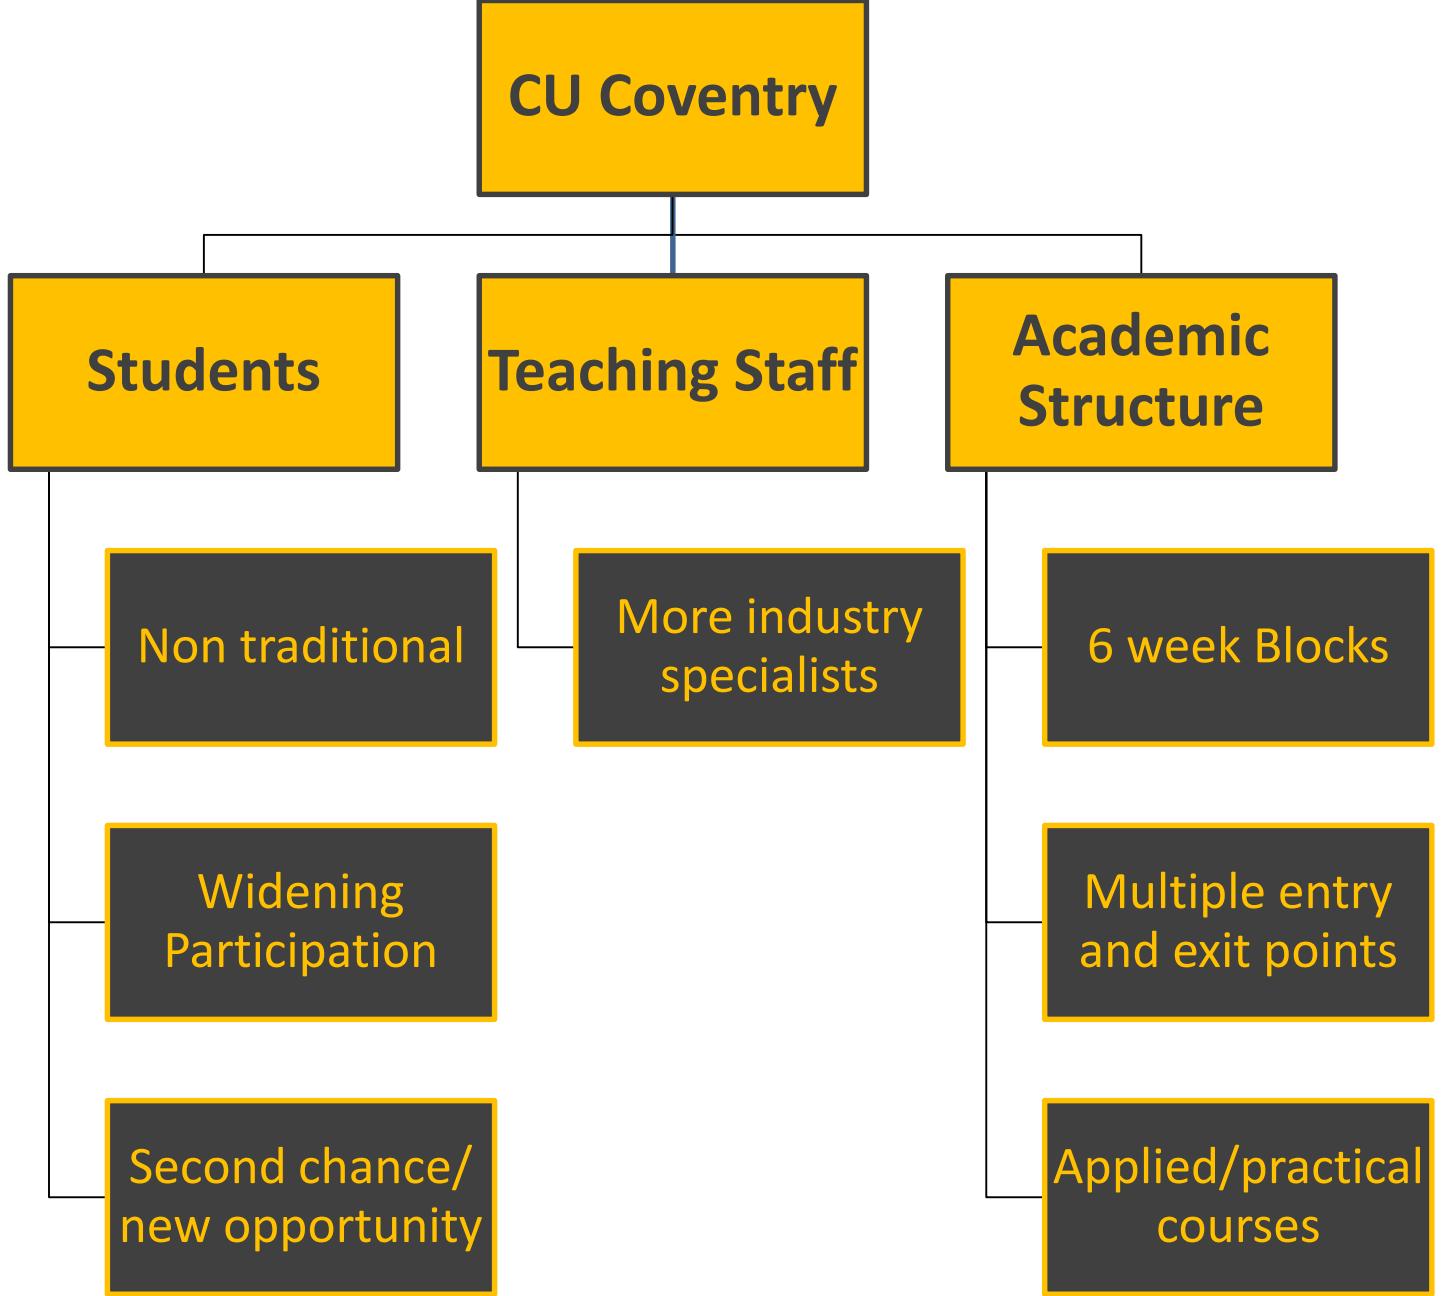 CU Coventry
Students
Teaching Staff
Academic
Structure
Non traditional
More industry
specialists
6 week Blocks
Widening
Participation
Multiple entry
and exit points
Second chance/
new opportunity
Applied/practical
courses